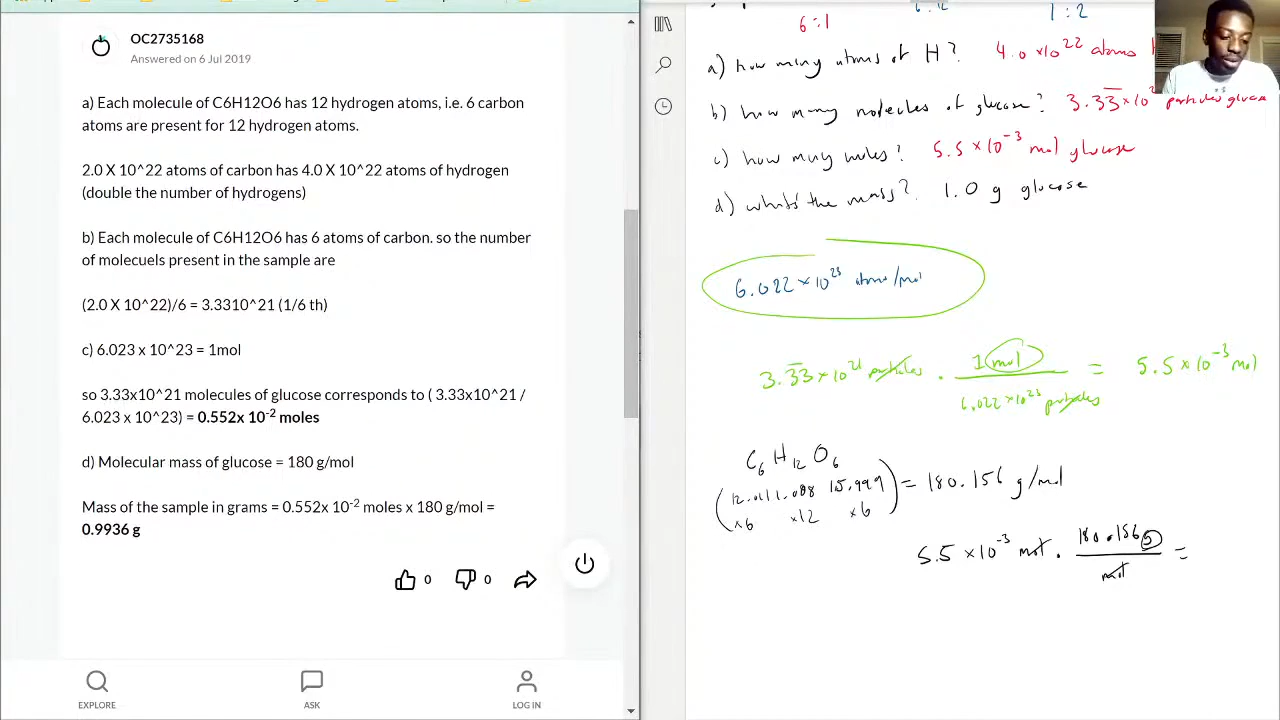 OC2735168
Answered on 6 Jul 2019
a) Each molecule of C6H12O6 has 12 hydrogen atoms, i.e. 6 carbon
atoms are present for 12 hydrogen atoms.
2.0 X 10^22 atoms of carbon has 4.0 X 10^22 atoms of hydrogen
(double the number of hydrogens)
b) Each molecule of C6H12O6 has 6 atoms of carbon. so the number
of molecuels present in the sample are
(2.0 X 10^22)/6 = 3.3310^21 (1/6 th)
c) 6.023 x 10^23 = 1mol
so 3.33x10^21 molecules of glucose corresponds to ( 3.33x10^21 /
6.023 x 10^23) = 0.552x 10-2 moles
d) Molecular mass of glucose = 180 g/mol
Mass of the sample in grams = 0.552x 10-2 moles x 180 g/mol =
0.9936 g
0 0
EXPLORE ASK LOG IN
6:1 1:2
a) how many atoms of H? 4.0 ×10^22 atoms
b) how many molecules of glucose? 3.33 ×10 particles glucose
c) how many moles? 5.5 ×10^-3 mol glucose
d) what's the mass? 1.0 g glucose
6.022 ×10^23 atoms/mol
3.33 ×10^21 particles · 1 mol / 6.022 ×10^23 particles = 5.5 ×10^-3 mol
C6 H12 O6
(12.011 1.008 15.999) = 180.156 g/mol
×6 ×12 ×6
5.5 ×10^-3 mol · 180.156 g / mol =